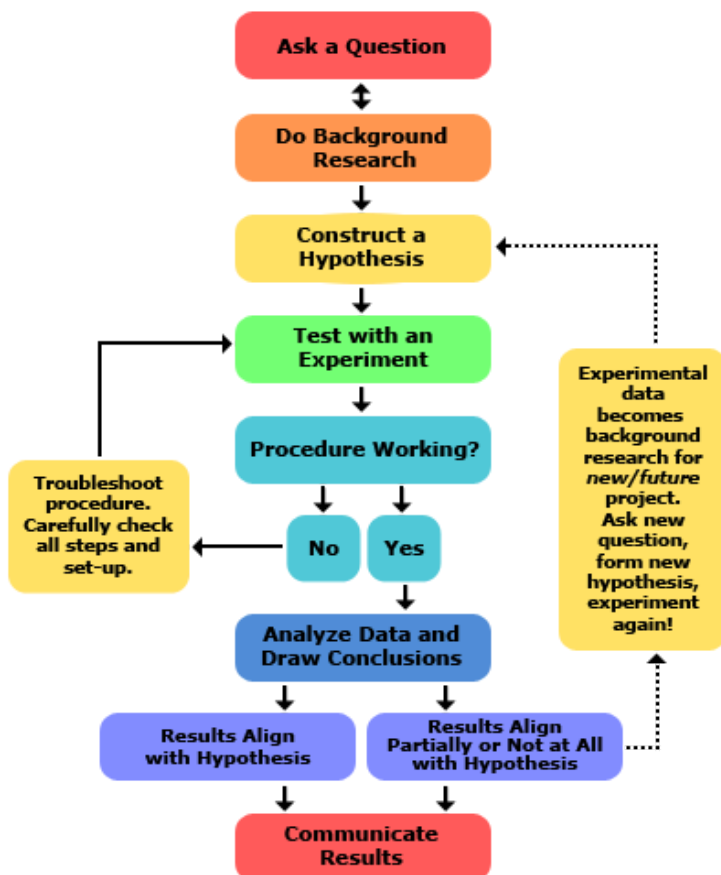 Ask a Question
Do Background
Research
Construct a
Hypothesis
Test with an
Experiment
Procedure Working?
No
Yes
Troubleshoot
procedure.
Carefully check
all steps and
set-up.
Experimental
data
becomes
background
research for
new/future
project.
Ask new
question,
form new
hypothesis,
experiment
again!
Analyze Data and
Draw Conclusions
Results Align
with Hypothesis
Results Align
Partially or Not at All
with Hypothesis
Communicate
Results